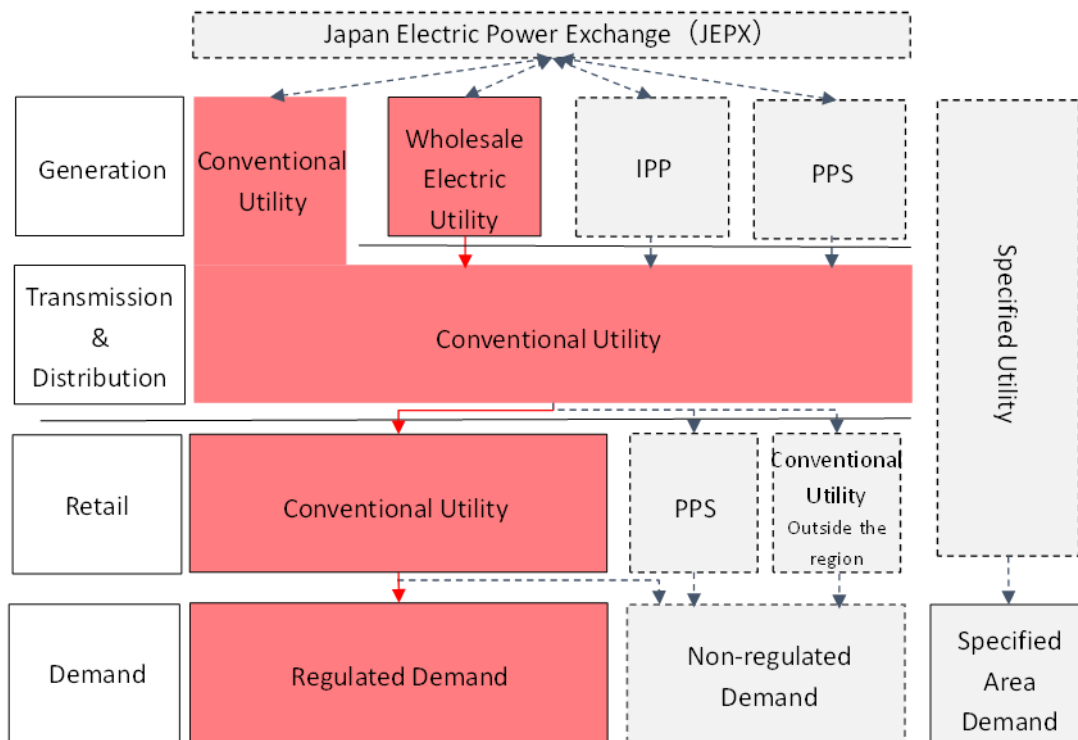 Japan Electric Power Exchange（JEPX）
Generation
Conventional
Utility
Wholesale
Electric
Utility
IPP
PPS
Specified Utility
Transmission
&
Distribution
Conventional Utility
Retail
Conventional Utility
PPS
Conventional
Utility
Outside the
region
Demand
Regulated Demand
Non-regulated
Demand
Specified
Area
Demand